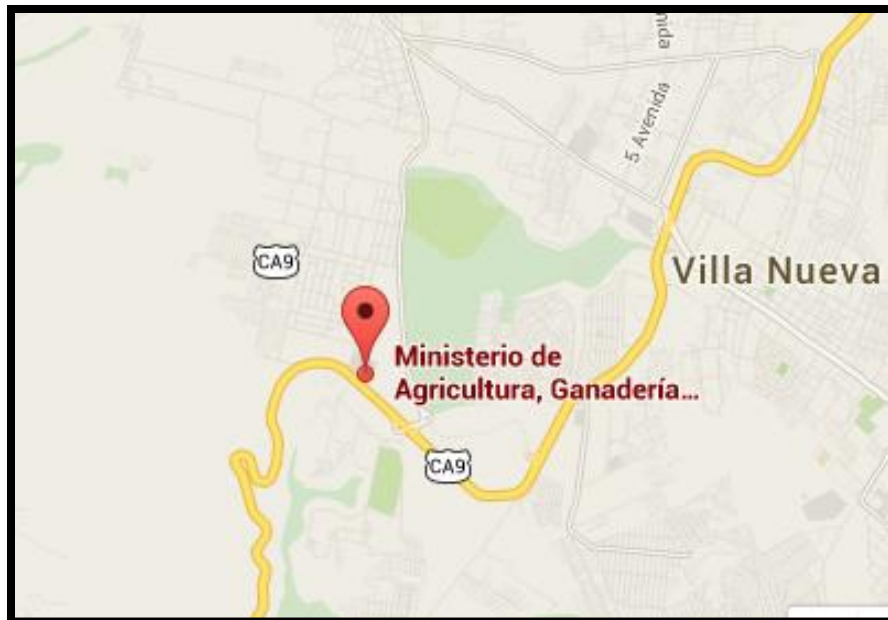 5 Avenida
CA9
Villa Nueva
Ministerio de
Agricultura, Ganadería...
CA9